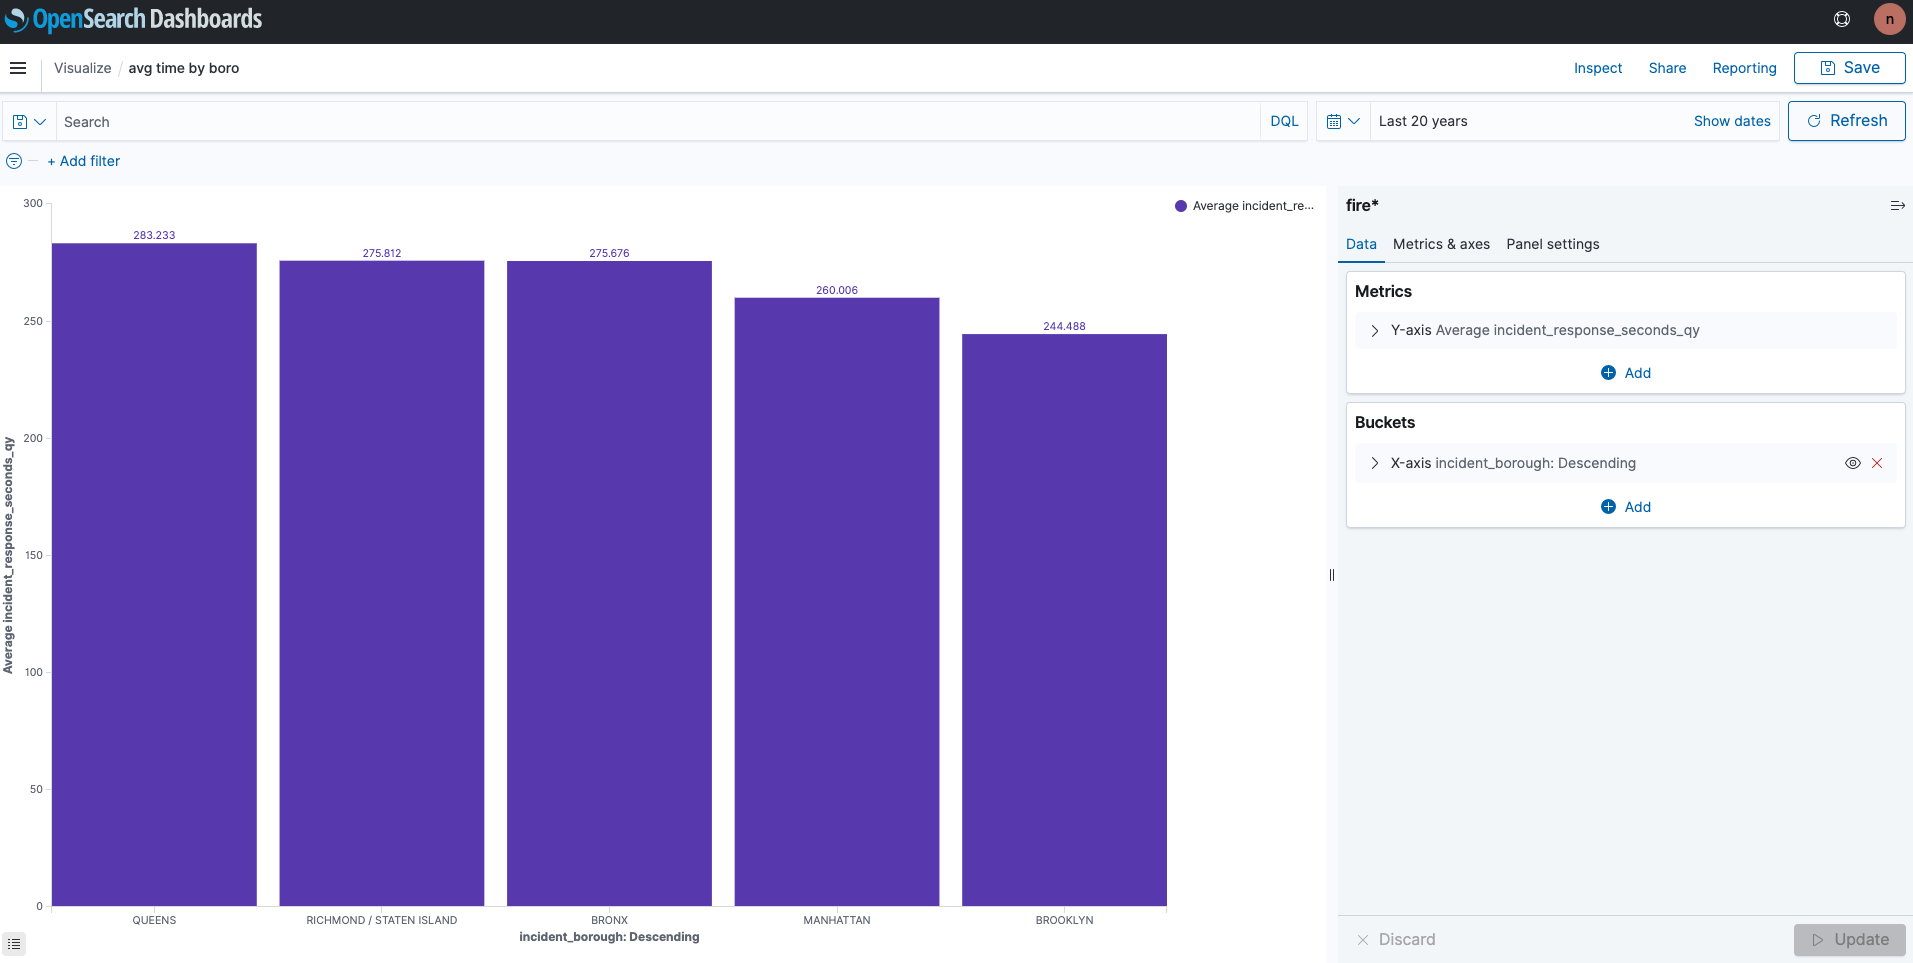 OpenSearch Dashboards
n
Visualize / avg time by boro
Inspect Share Reporting Save
Search
DQL
Last 20 years
Show dates
Refresh
+ Add filter
300
250
200
150
100
50
0
Average incident_response_seconds_qy
283.233
275.812
275.676
260.006
244.488
QUEENS
RICHMOND / STATEN ISLAND
BRONX
MANHATTAN
BROOKLYN
incident_borough: Descending
Average incident_re...
fire*
Data Metrics & axes Panel settings
Metrics
Y-axis Average incident_response_seconds_qy
Add
Buckets
X-axis incident_borough: Descending
Add
Discard
Update